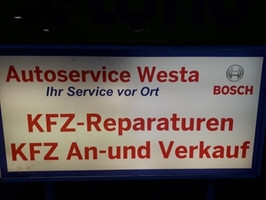 Autoservice Westa
Ihr Service vor Ort
BOSCH
KFZ-Reparaturen
KFZ An-und Verkauf